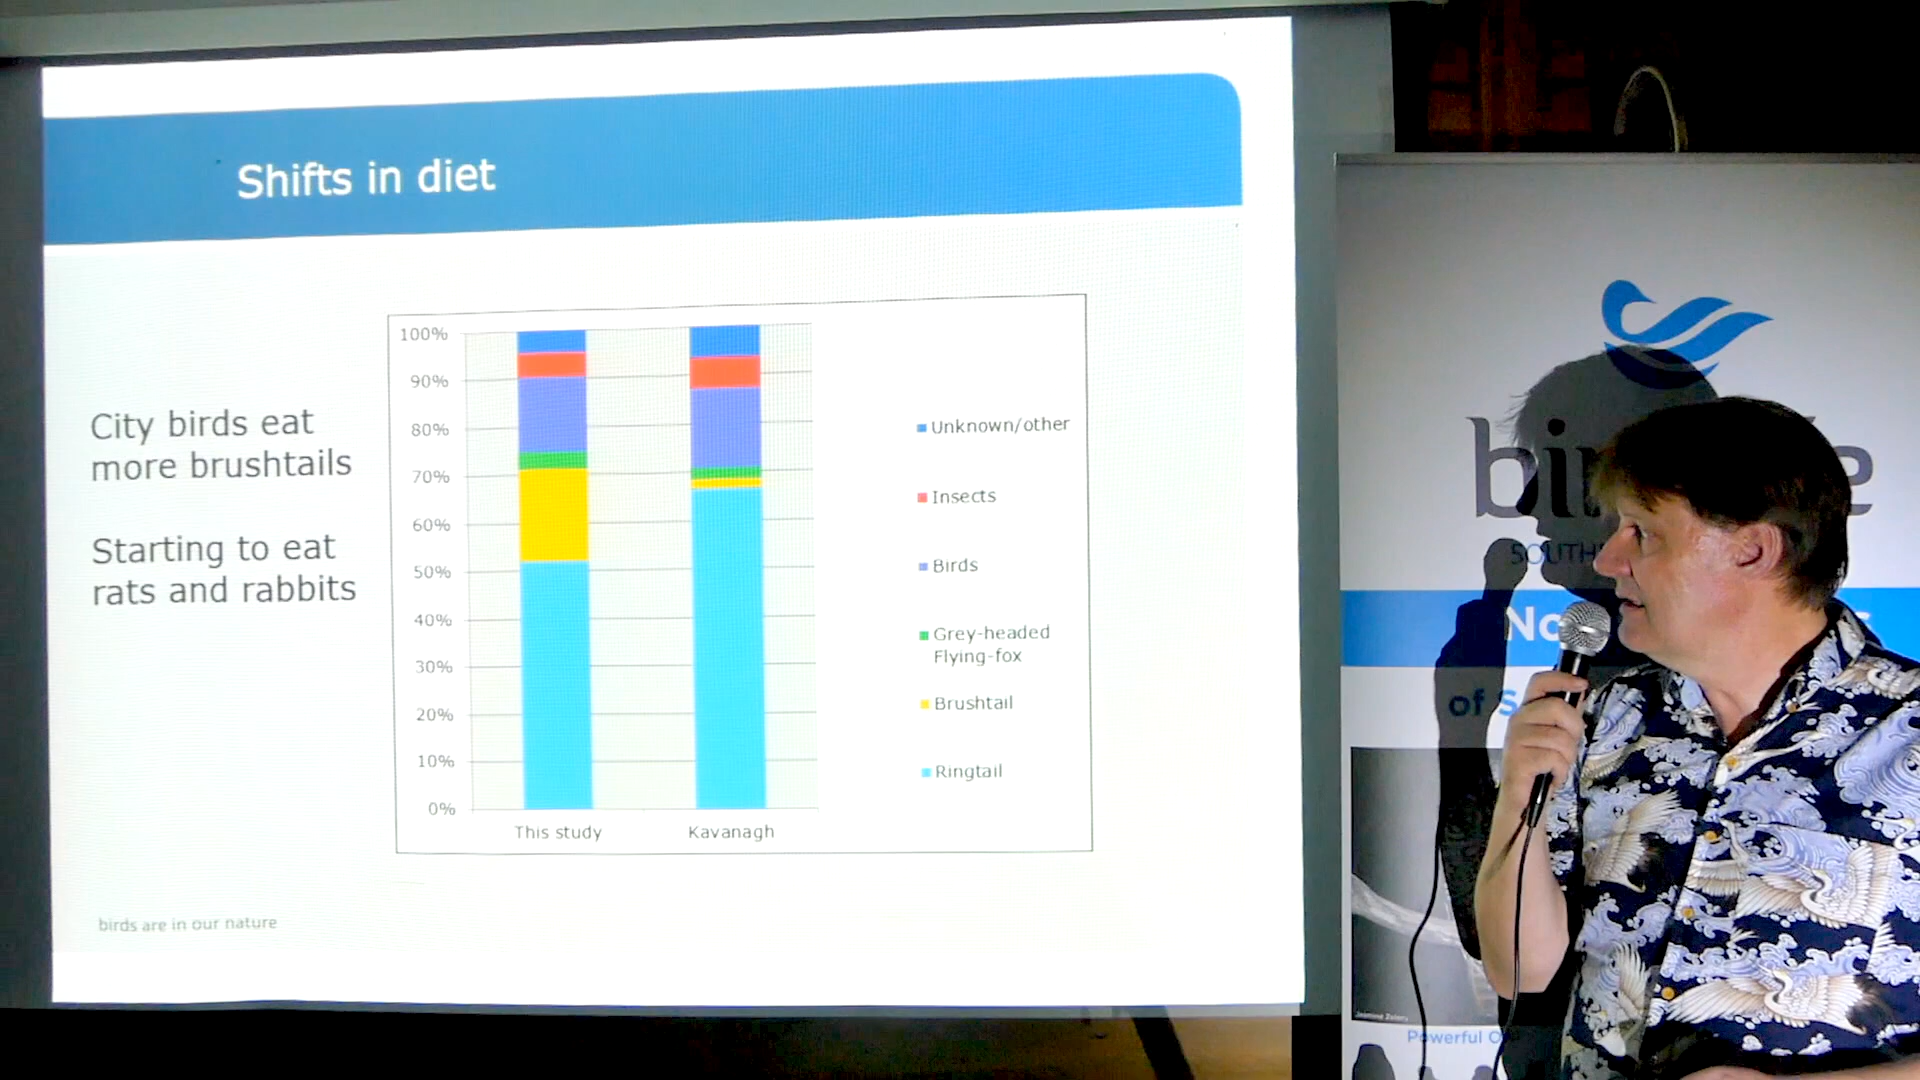 Shifts in diet
City birds eat
more brushtails
Starting to eat
rats and rabbits
100%
90%
80%
70%
60%
50%
40%
30%
20%
10%
0%
This study
Kavanagh
Unknown/other
Insects
Birds
Grey-headed
Flying-fox
Brushtail
Ringtail
birds are in our nature
of
Powerful